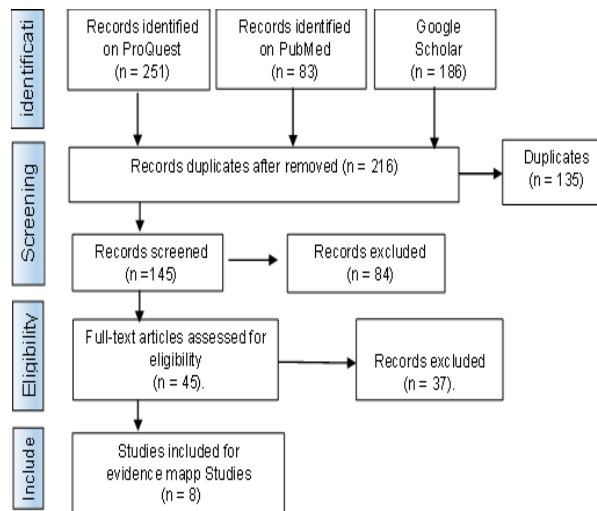 identificati
Records identified
on ProQuest
(n = 251)
Records identified
on PubMed
(n = 83)
Google
Scholar
(n = 186)
Screening
Records duplicates after removed (n = 216)
Duplicates
(n = 135)
Records screened
(n =145)
Records excluded
(n = 84)
Eligibility
Full-text articles assessed for
eligibility
(n = 45).
Records excluded
(n = 37).
Include
Studies included for
evidence mapp Studies
(n = 8)